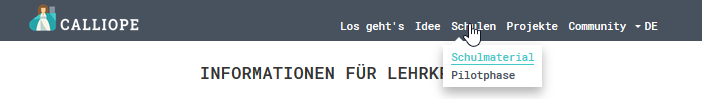 CALLIOPE
Los geht's Idee Schulen Projekte Community DE
Schulmaterial
Pilotphase
INFORMATIONEN FÜR